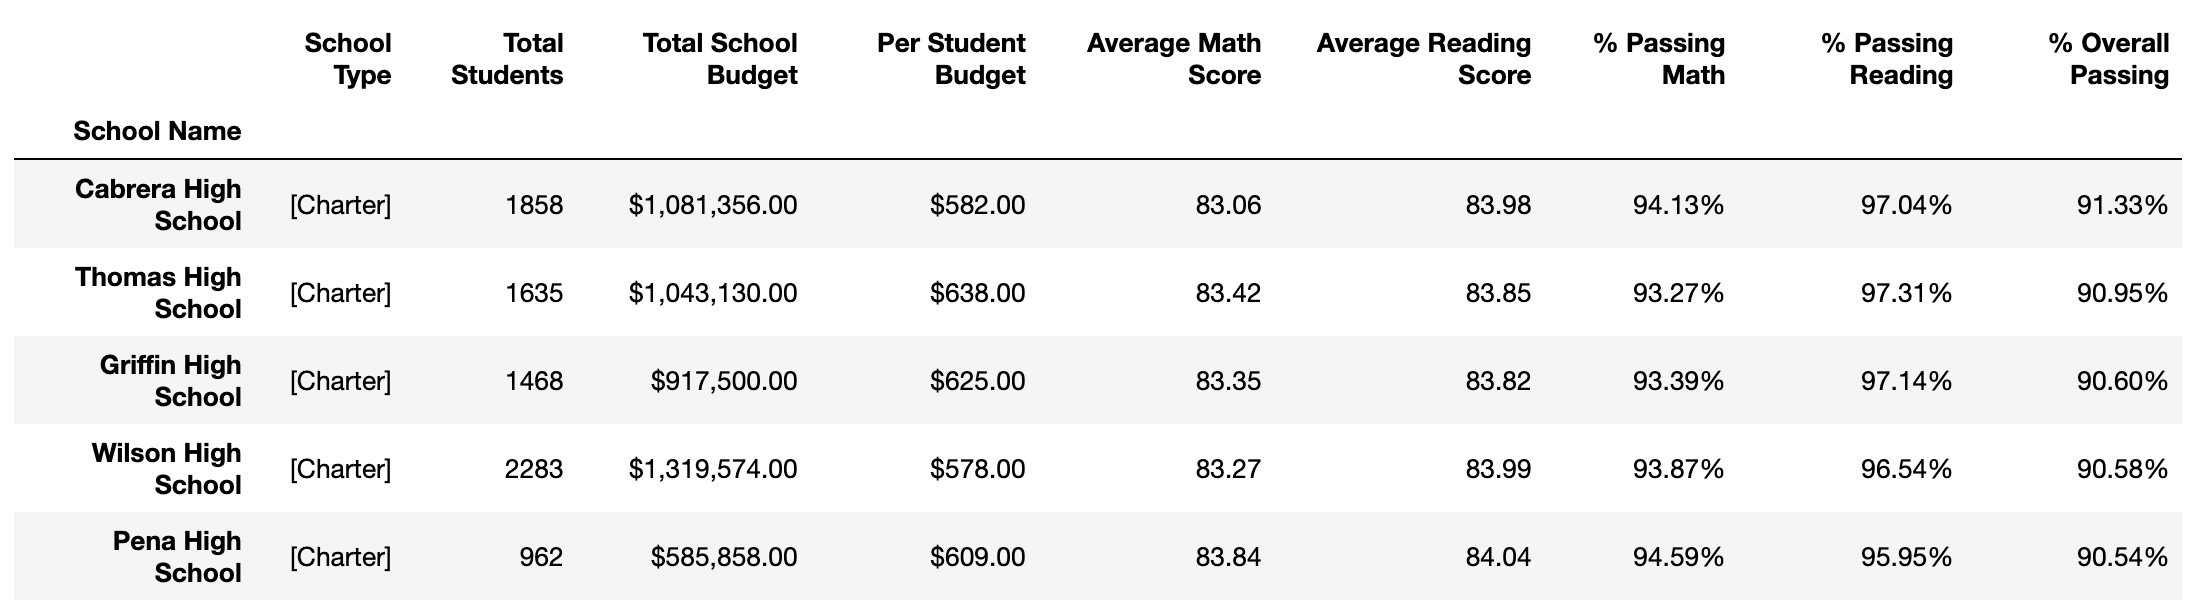 School Type Total Students Total School Budget Per Student Budget Average Math Score Average Reading Score % Passing Math % Passing Reading % Overall Passing
School Name
Cabrera High School [Charter] 1858 $1,081,356.00 $582.00 83.06 83.98 94.13% 97.04% 91.33%
Thomas High School [Charter] 1635 $1,043,130.00 $638.00 83.42 83.85 93.27% 97.31% 90.95%
Griffin High School [Charter] 1468 $917,500.00 $625.00 83.35 83.82 93.39% 97.14% 90.60%
Wilson High School [Charter] 2283 $1,319,574.00 $578.00 83.27 83.99 93.87% 96.54% 90.58%
Pena High School [Charter] 962 $585,858.00 $609.00 83.84 84.04 94.59% 95.95% 90.54%